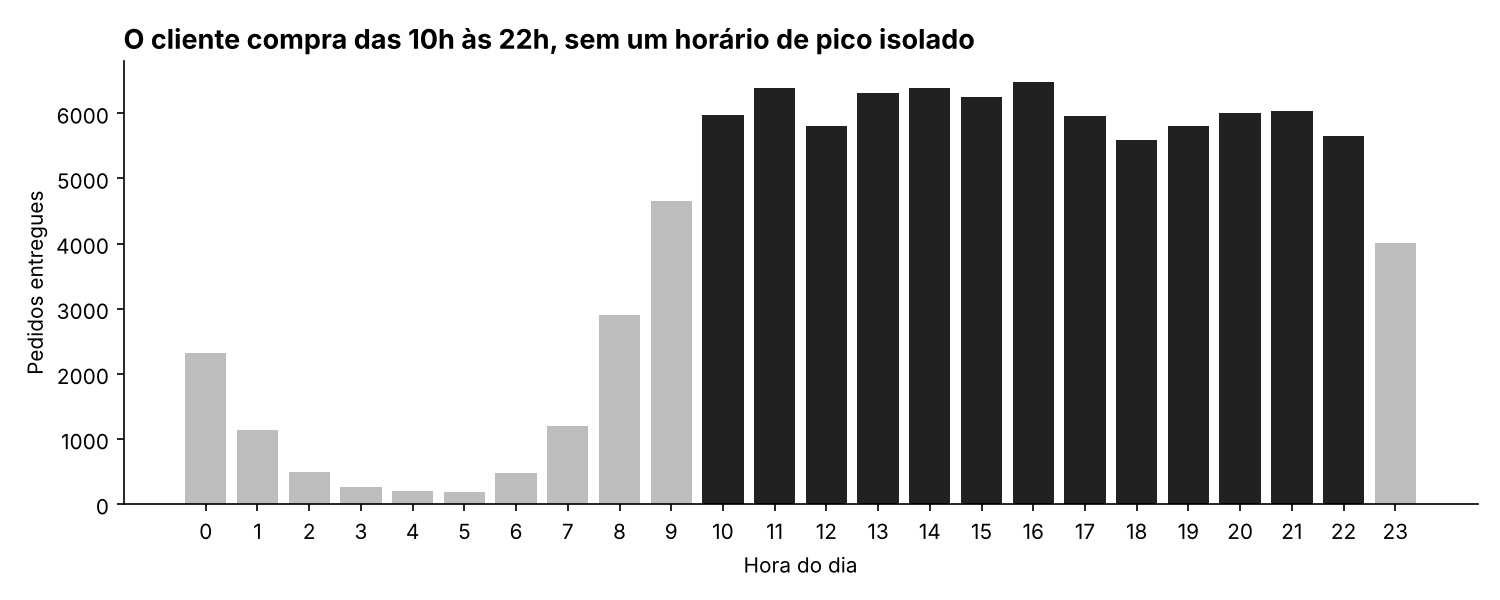 O cliente compra das 10h às 22h, sem um horário de pico isolado
Pedidos entregues
6000
5000
4000
3000
2000
1000
0
0 1 2 3 4 5 6 7 8 9 10 11 12 13 14 15 16 17 18 19 20 21 22 23
Hora do dia